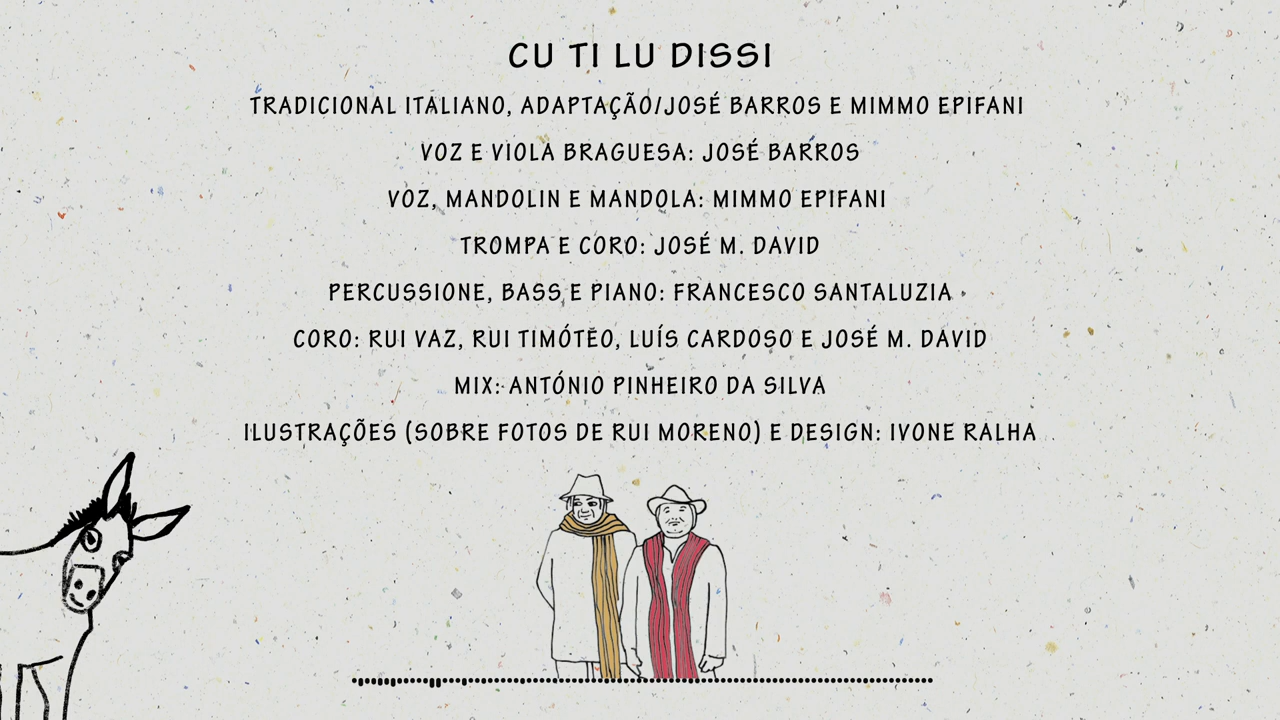 CU TI LU DISSI
TRADICIONAL ITALIANO, ADAPTAÇÃO/JOSÉ BARROS E MIMMO EPIFANI
VOZ E VIOLA BRAGUESA: JOSÉ BARROS
VOZ, MANDOLIN E MANDOLA: MIMMO EPIFANI
TROMPA E CORO: JOSÉ M. DAVID
PERCUSSIONE, BASS E PIANO: FRANCESCO SANTALUZIA
CORO: RUI VAZ, RUI TIMÓTEO, LUÍS CARDOSO E JOSÉ M. DAVID
MIX: ANTÓNIO PINHEIRO DA SILVA
ILUSTRAÇÕES (SOBRE FOTOS DE RUI MORENO) E DESIGN: IVONE RALHA